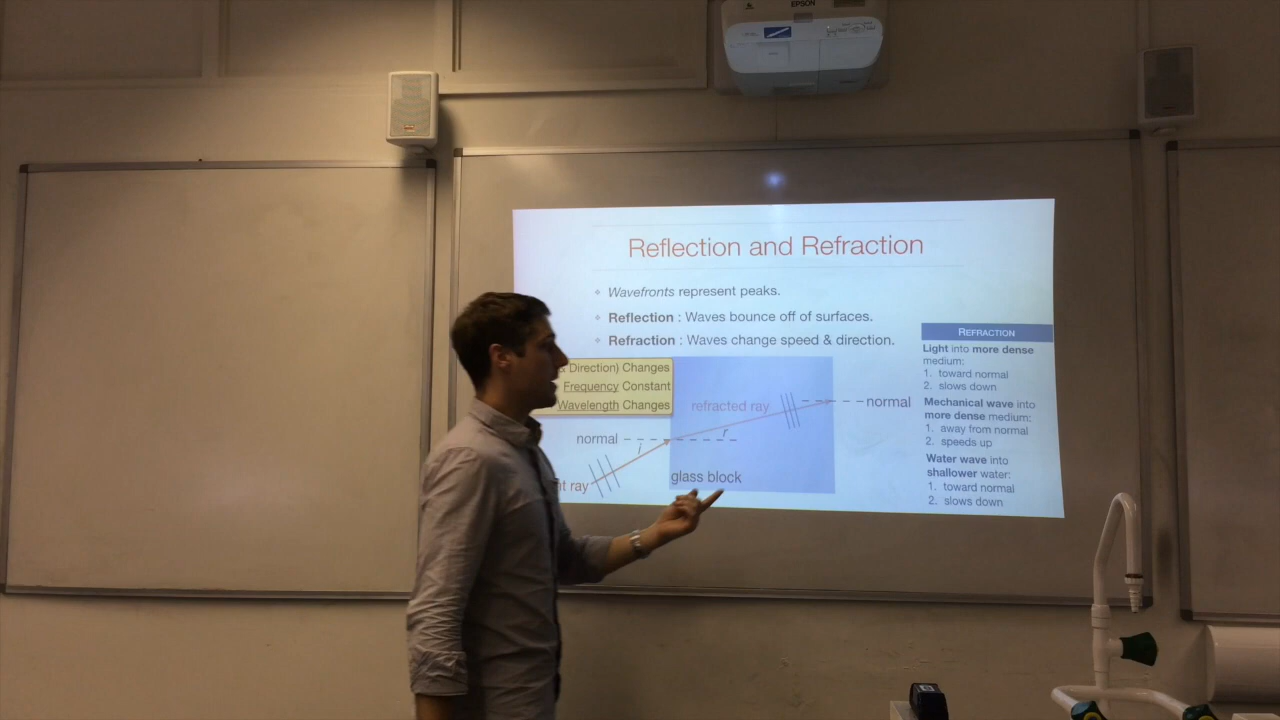 EPSON
Reflection and Refraction
Wavefronts represent peaks.
Reflection : Waves bounce off of surfaces.
Refraction : Waves change speed & direction.
& Direction) Changes
Frequency Constant
Wavelength Changes
refracted ray
normal
normal
i
r
glass block
ray
REFRACTION
Light into more dense
medium:
1. toward normal
2. slows down
Mechanical wave into
more dense medium:
1. away from normal
2. speeds up
Water wave into
shallower water:
1. toward normal
2. slows down